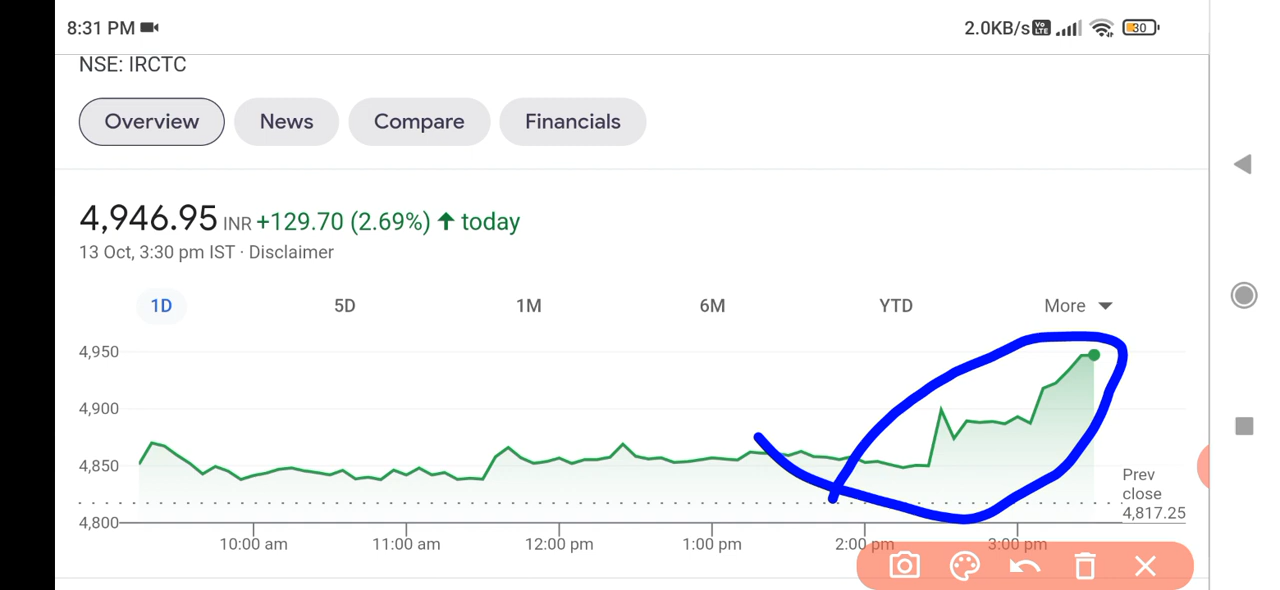 8:31 PM 2.0KB/s Vo LTE 30
NSE: IRCTC
Overview News Compare Financials
4,946.95 INR +129.70 (2.69%) ↑ today
13 Oct, 3:30 pm IST · Disclaimer
1D 5D 1M 6M YTD More
4,950
4,900
4,850
Prev
close
4,817.25
4,800
10:00 am 11:00 am 12:00 pm 1:00 pm 2:00 pm 3:00 pm